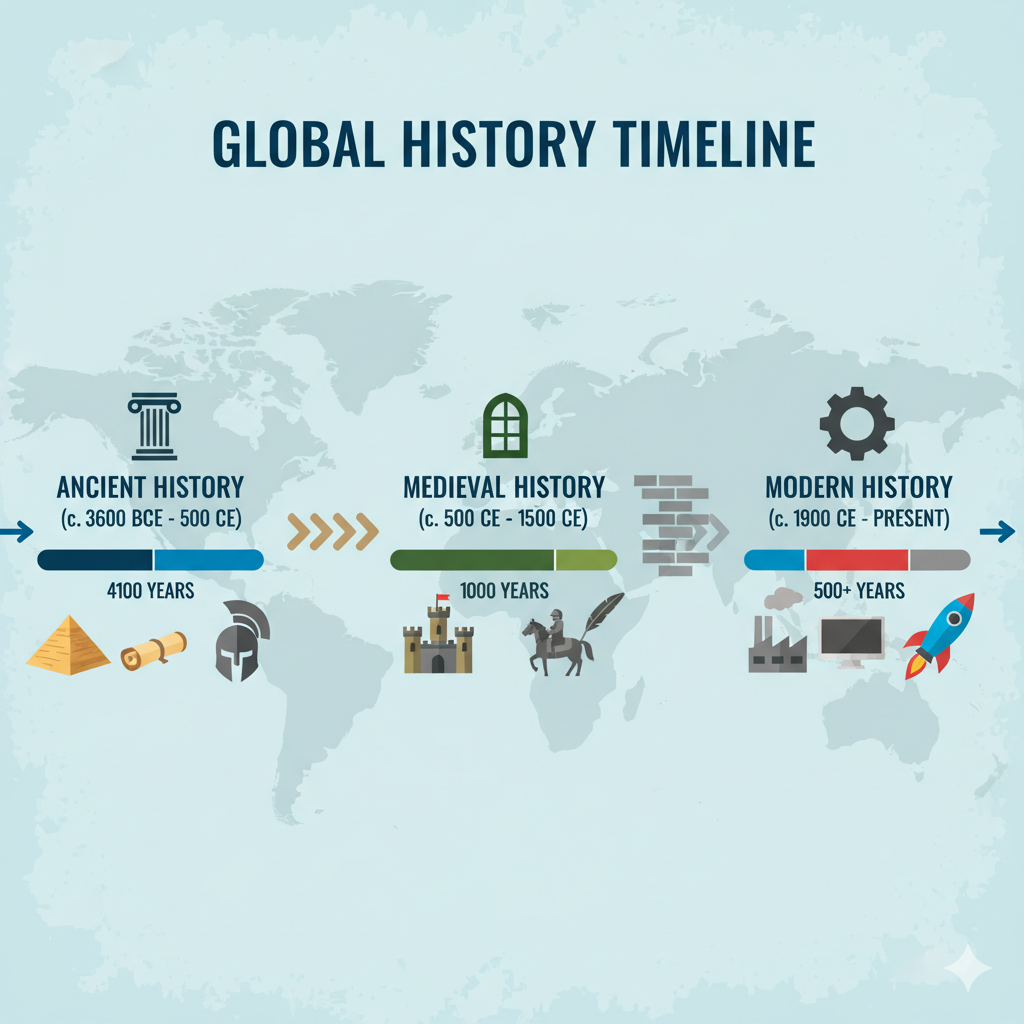 GLOBAL HISTORY TIMELINE
ANCIENT HISTORY
(c. 3600 BCE - 500 CE)
4100 YEARS
MEDIEVAL HISTORY
(c. 500 CE - 1500 CE)
1000 YEARS
MODERN HISTORY
(c. 1900 CE - PRESENT)
500+ YEARS